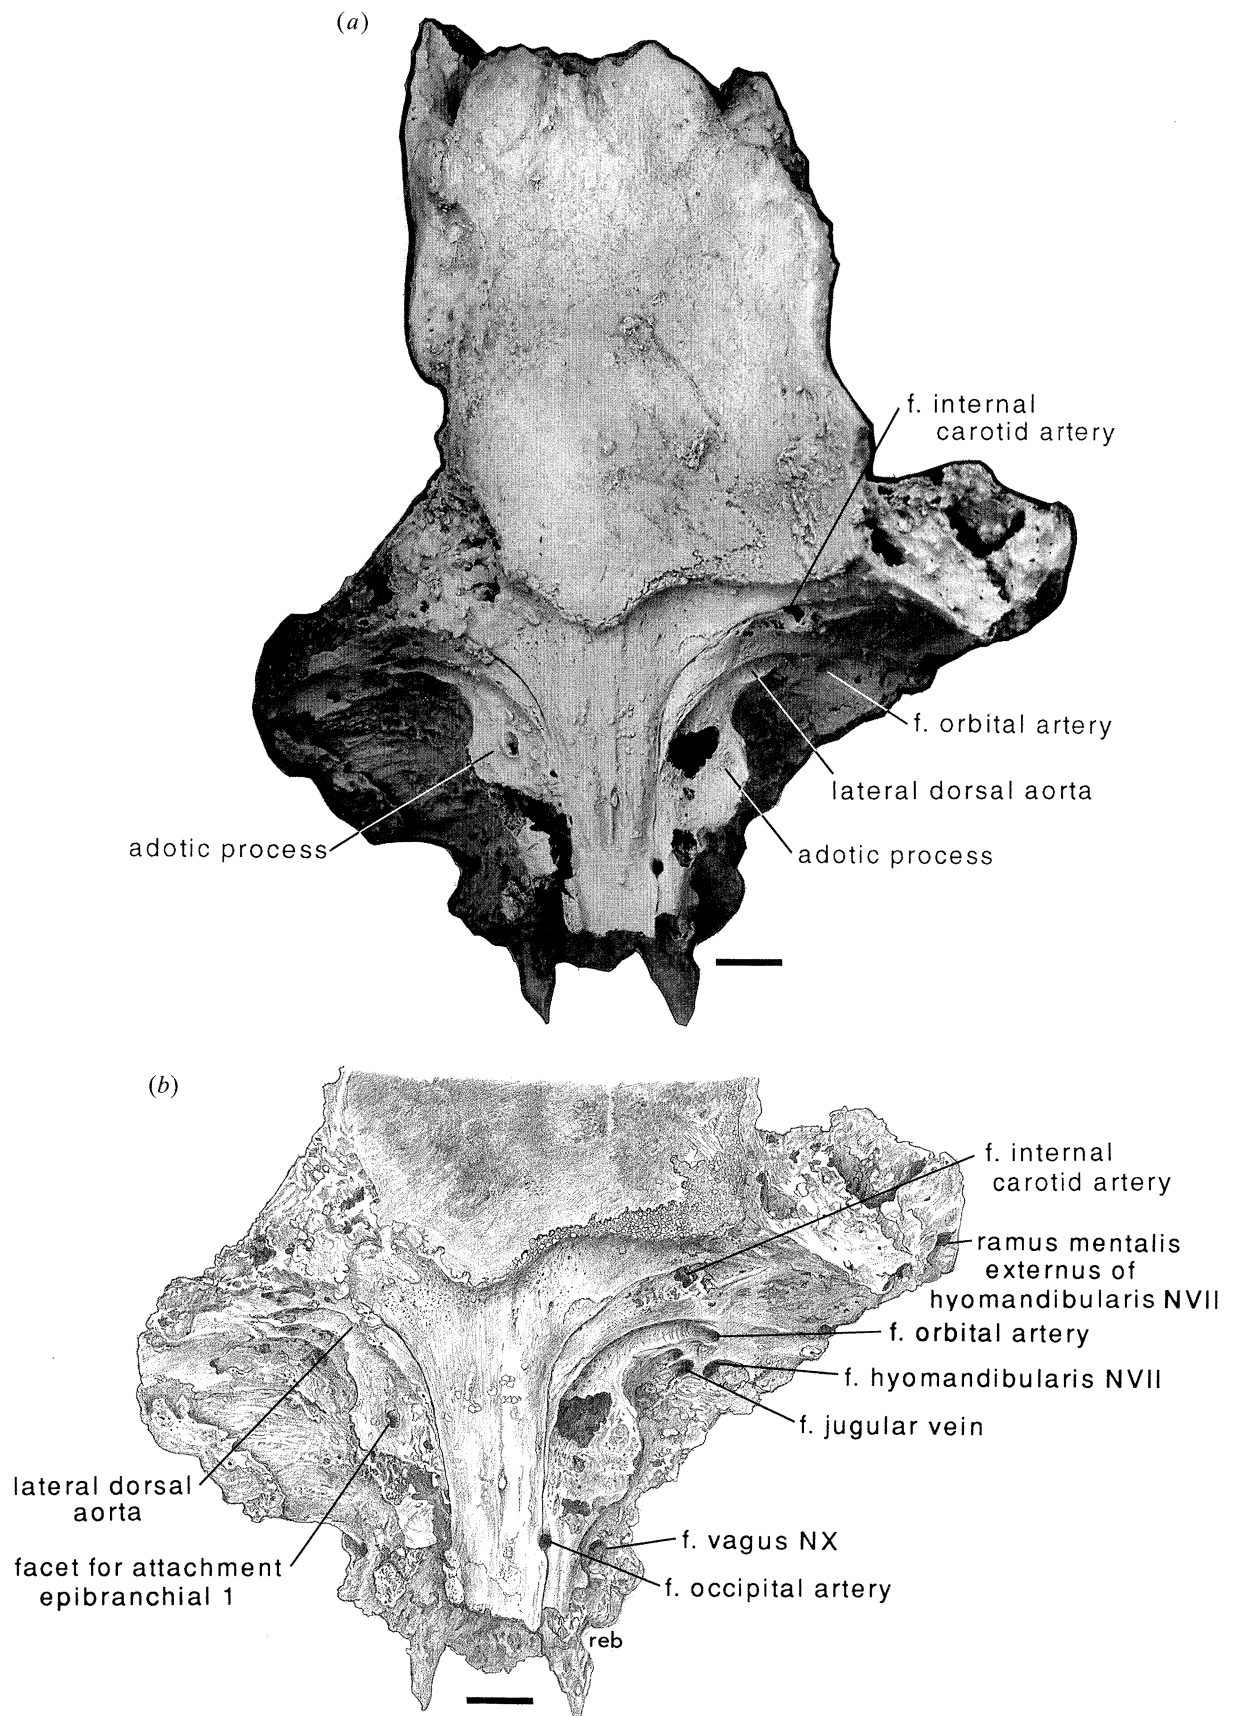 (a)
f. internal
carotid artery
f. orbital artery
lateral dorsal aorta
adotic process
adotic process
(b)
f. internal
carotid artery
ramus mentalis
externus of
hyomandibularis NVII
f. orbital artery
f. hyomandibularis NVII
f. jugular vein
lateral dorsal
aorta
facet for attachment
epibranchial 1
f. vagus NX
f. occipital artery
reb